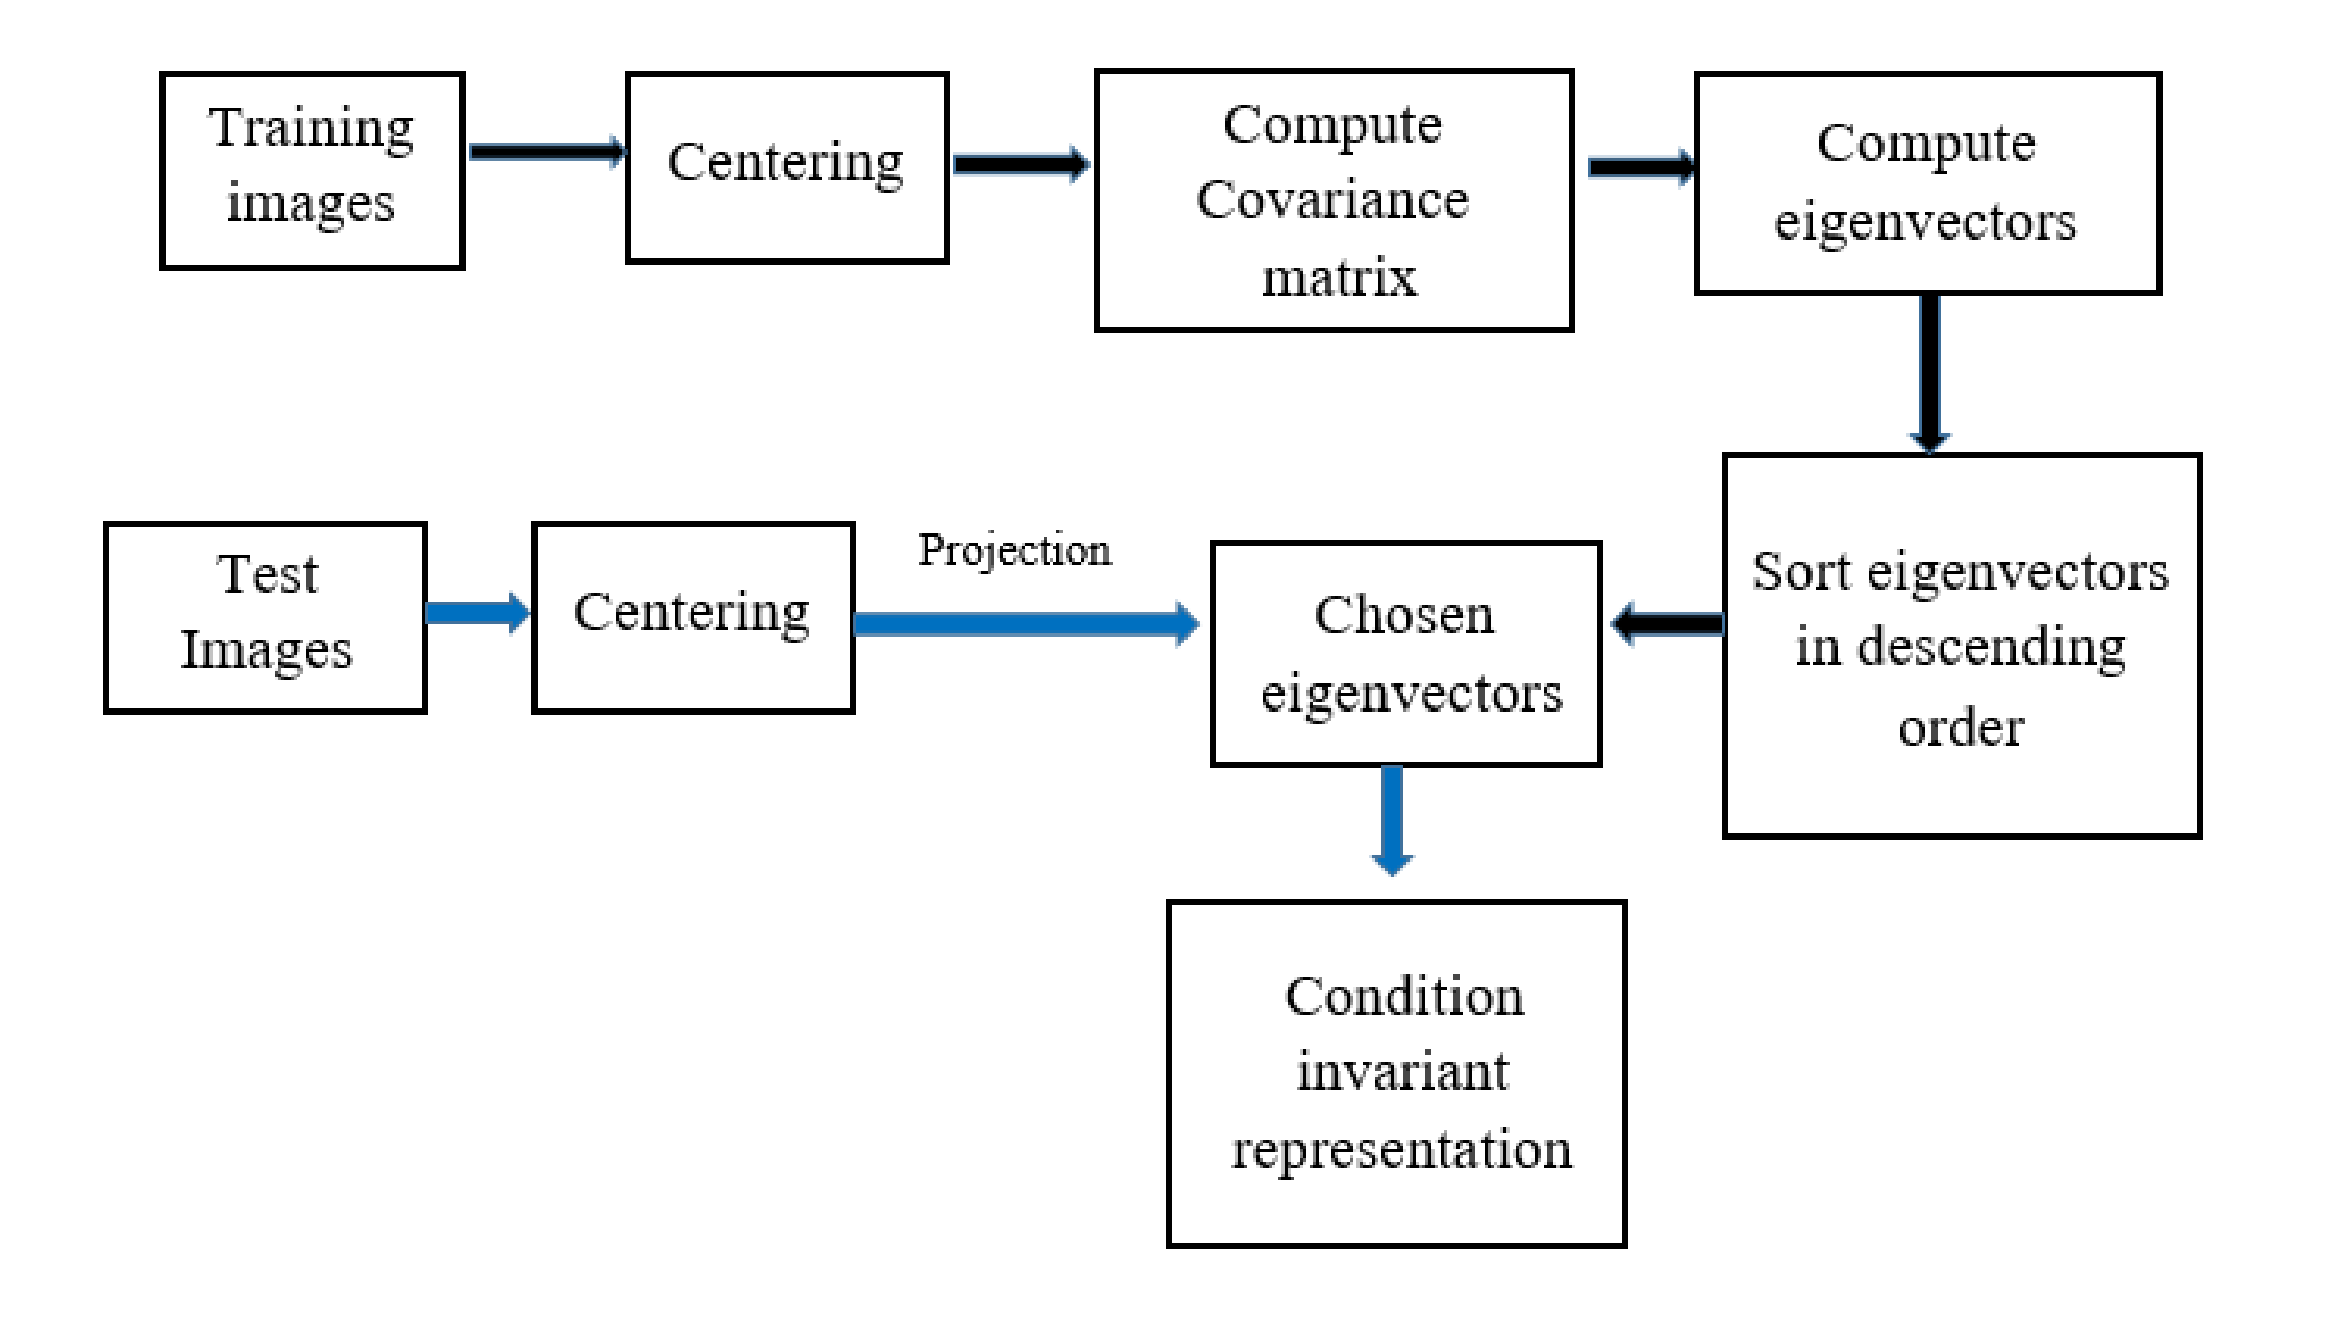 Training
images
Centering
Compute
Covariance
matrix
Compute
eigenvectors
Test
Images
Centering
Projection
Chosen
eigenvectors
Sort eigenvectors
in descending
order
Condition
invariant
representation